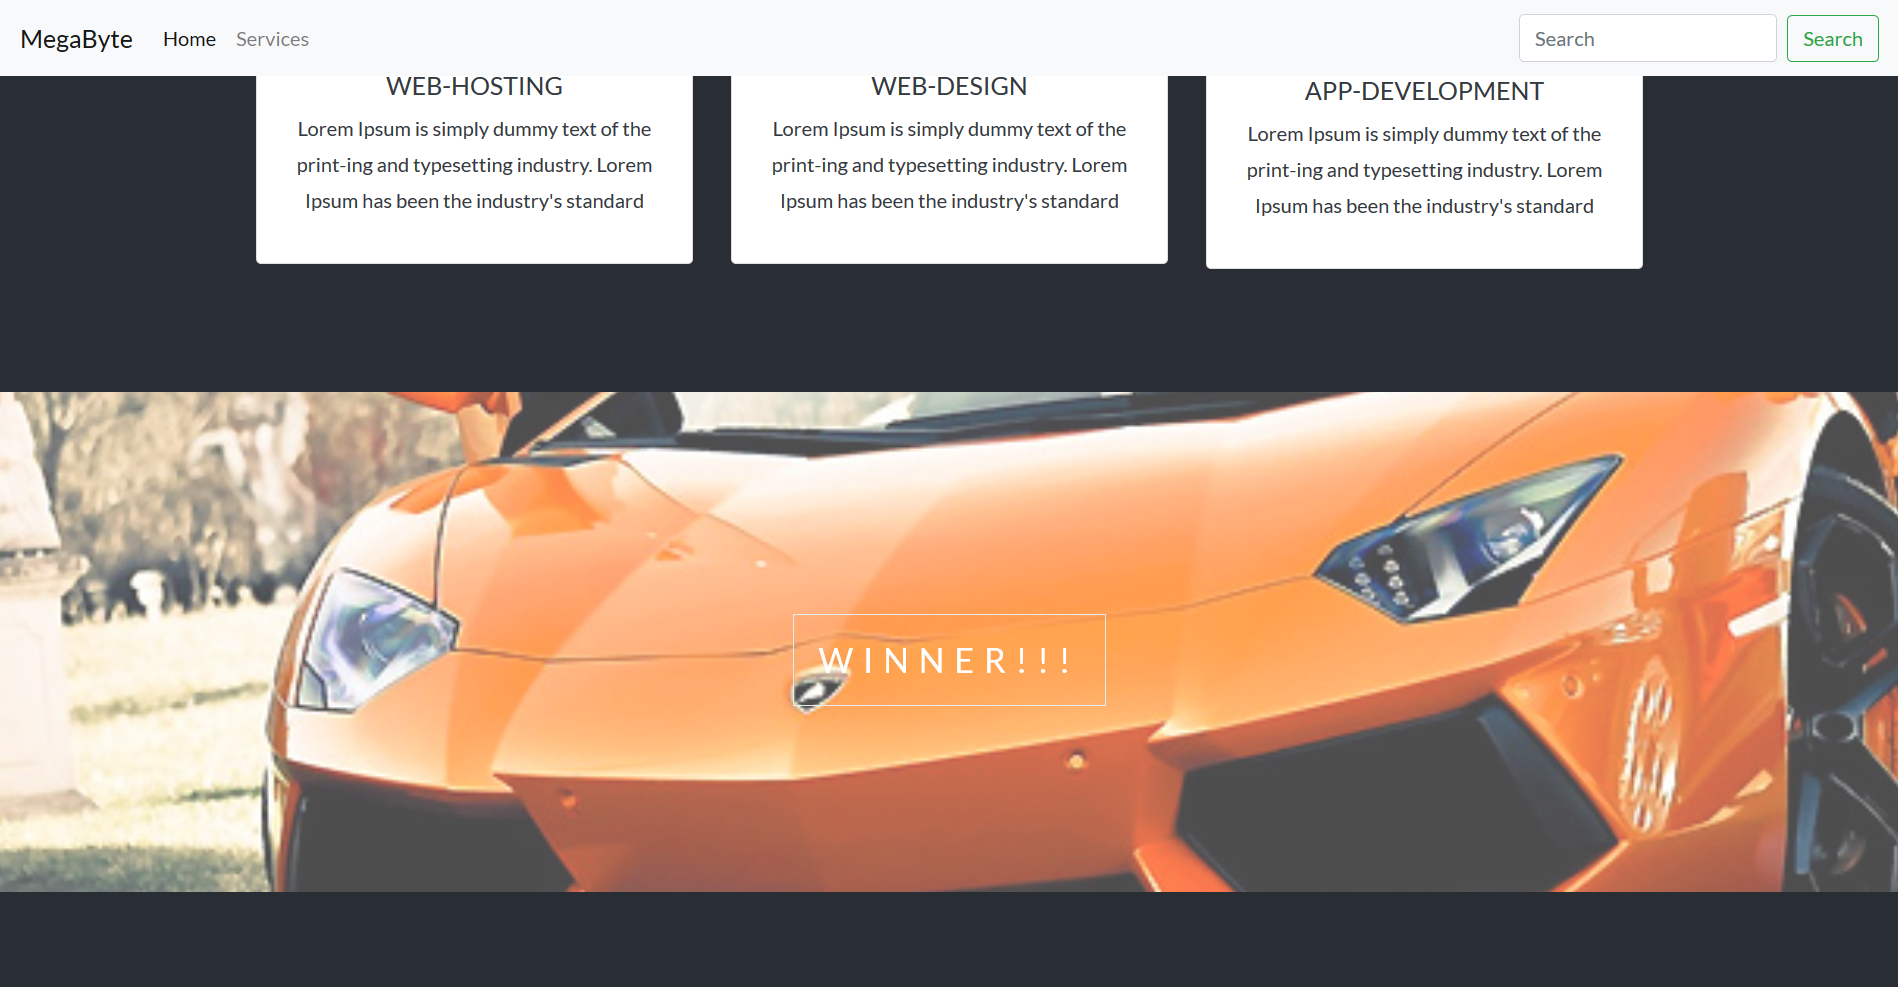 MegaByte Home Services Search Search
WEB-HOSTING
Lorem Ipsum is simply dummy text of the
print-ing and typesetting industry. Lorem
Ipsum has been the industry's standard
WEB-DESIGN
Lorem Ipsum is simply dummy text of the
print-ing and typesetting industry. Lorem
Ipsum has been the industry's standard
APP-DEVELOPMENT
Lorem Ipsum is simply dummy text of the
print-ing and typesetting industry. Lorem
Ipsum has been the industry's standard
WINNER!!!